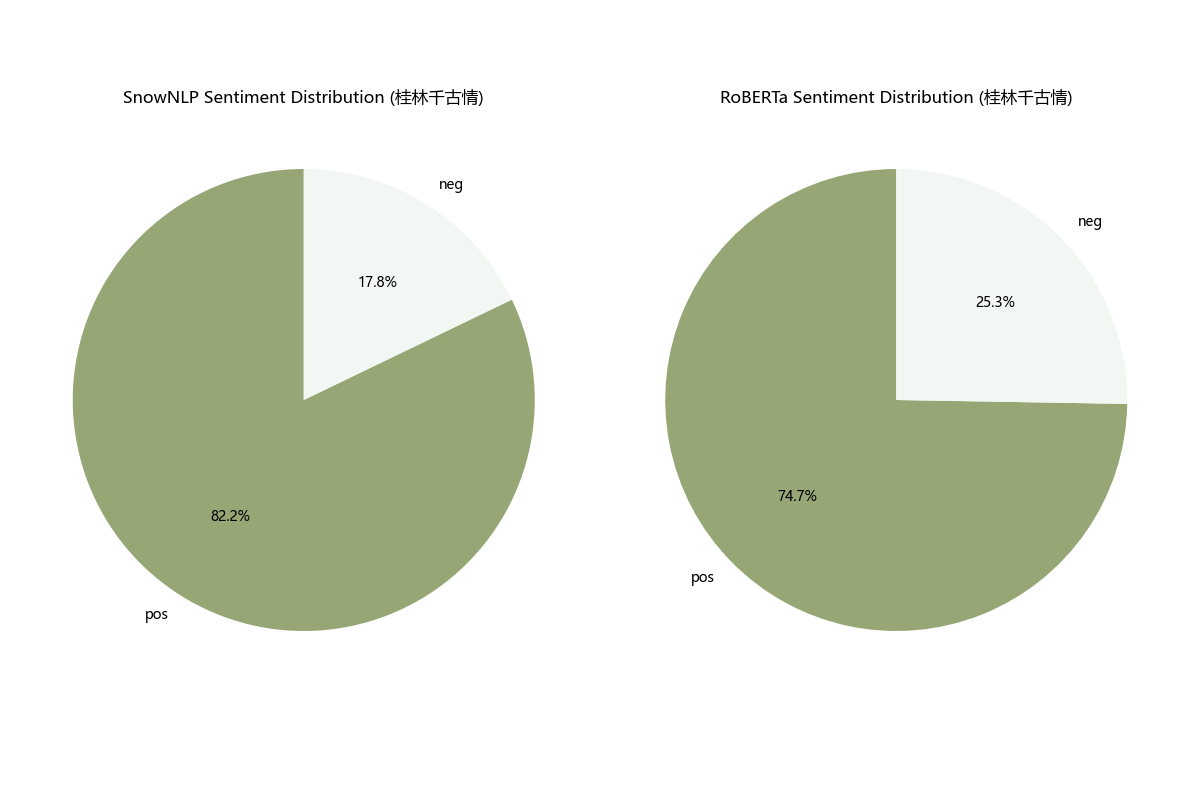 SnowNLP Sentiment Distribution (桂林千古情)
neg
17.8%
82.2%
pos
RoBERTa Sentiment Distribution (桂林千古情)
neg
25.3%
74.7%
pos